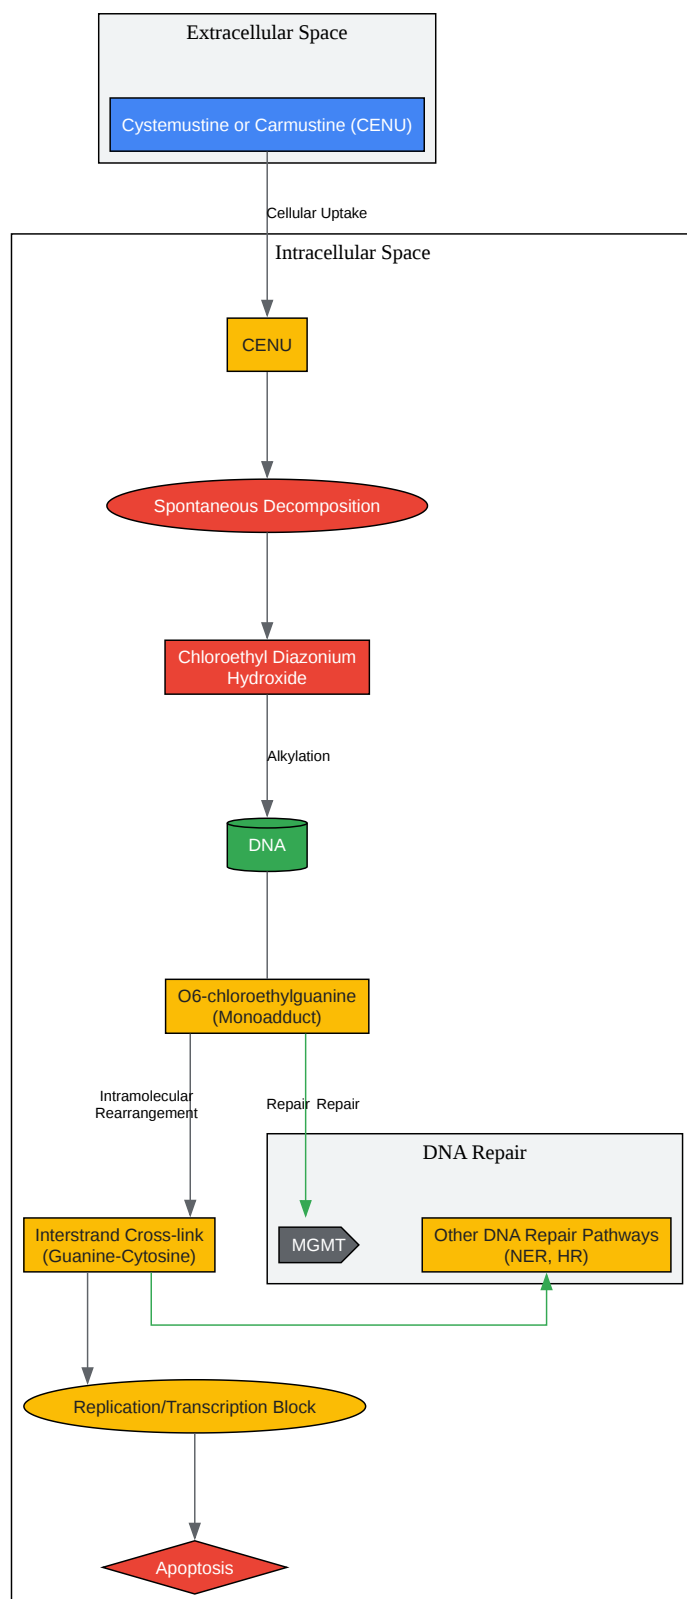 Extracellular Space
Cystemustine or Carmustine (CENU)
Cellular Uptake
Intracellular Space
CENU
Spontaneous Decomposition
Chloroethyl Diazonium
Hydroxide
Alkylation
DNA
O6-chloroethylguanine
(Monoadduct)
Intramolecular
Rearrangement
Repair
Repair
DNA Repair
Interstrand Cross-link
(Guanine-Cytosine)
MGMT
Other DNA Repair Pathways
(NER, HR)
Replication/Transcription Block
Apoptosis